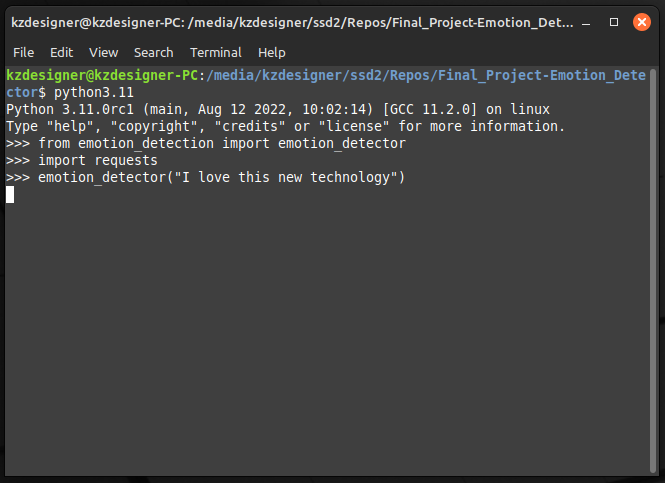 kzdesigner@kzdesigner-PC: /media/kzdesigner/ssd2/Repos/Final_Project-Emotion_Det...
File Edit View Search Terminal Help
kzdesigner@kzdesigner-PC:/media/kzdesigner/ssd2/Repos/Final_Project-Emotion_Dete
ctor$ python3.11
Python 3.11.0rc1 (main, Aug 12 2022, 10:02:14) [GCC 11.2.0] on linux
Type "help", "copyright", "credits" or "license" for more information.
>>> from emotion_detection import emotion_detector
>>> import requests
>>> emotion_detector("I love this new technology")